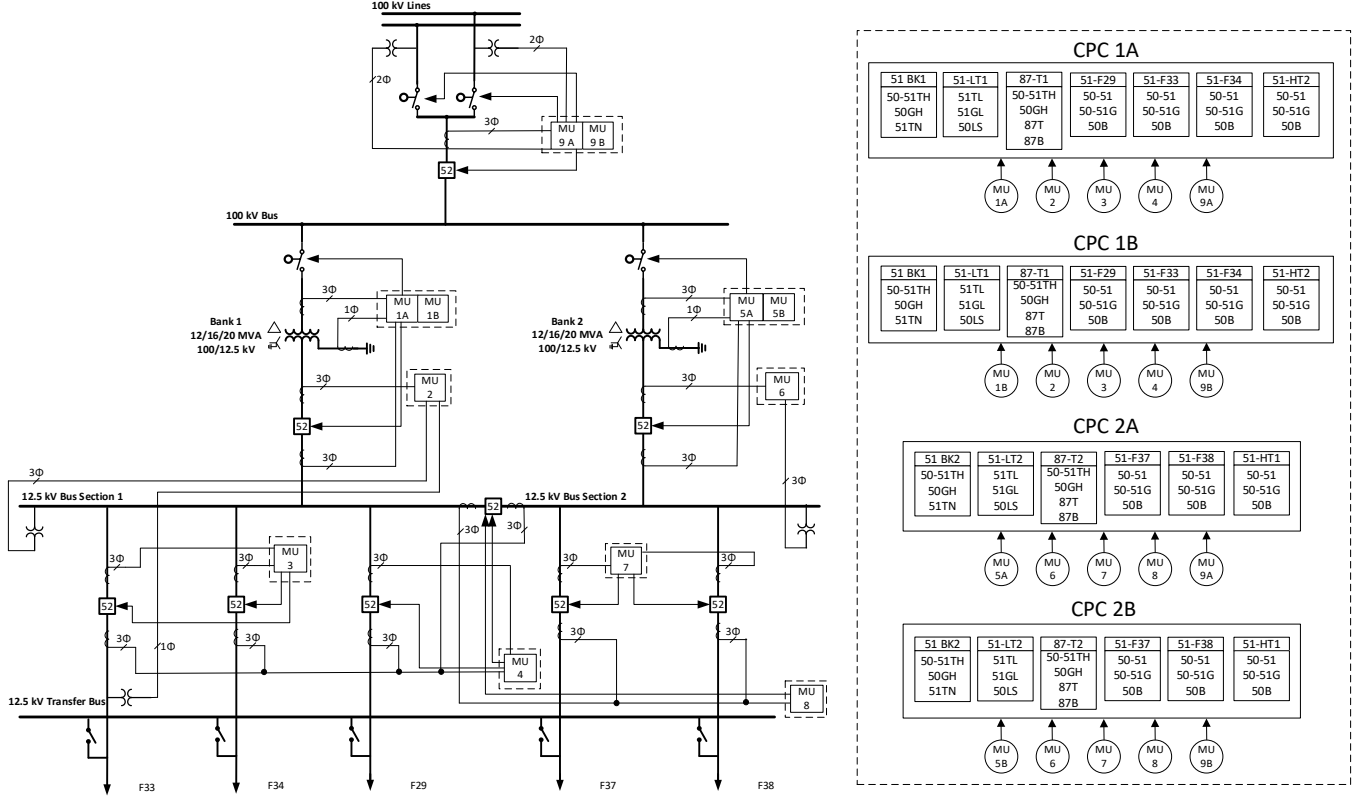 100 kV Lines
2Φ
2Φ
3Φ
MU
9 A
MU
9 B
52
100 kV Bus
3Φ
1Φ
MU
1A
MU
1B
Bank 1
12/16/20 MVA
100/12.5 kV
3Φ
MU
2
52
3Φ
3Φ
1Φ
MU
5A
MU
5B
Bank 2
12/16/20 MVA
100/12.5 kV
3Φ
MU
6
52
3Φ
3Φ
3Φ
12.5 kV Bus Section 1
52
12.5 kV Bus Section 2
3Φ
3Φ
3Φ
3Φ
MU
3
3Φ
3Φ
MU
7
3Φ
52
52
52
52
52
3Φ
1Φ
3Φ
3Φ
3Φ
3Φ
MU
4
MU
8
12.5 kV Transfer Bus
F33
F34
F29
F37
F38
CPC 1A
51 BK1
50-51TH
50GH
51TN
51-LT1
51TL
51GL
50LS
87-T1
50-51TH
50GH
87T
87B
51-F29
50-51
50-51G
50B
51-F33
50-51
50-51G
50B
51-F34
50-51
50-51G
50B
51-HT2
50-51
50-51G
50B
MU
1A
MU
2
MU
3
MU
4
MU
9A
CPC 1B
51 BK1
50-51TH
50GH
51TN
51-LT1
51TL
51GL
50LS
87-T1
50-51TH
50GH
87T
87B
51-F29
50-51
50-51G
50B
51-F33
50-51
50-51G
50B
51-F34
50-51
50-51G
50B
51-HT2
50-51
50-51G
50B
MU
1B
MU
2
MU
3
MU
4
MU
9B
CPC 2A
51 BK2
50-51TH
50GH
51TN
51-LT2
51TL
51GL
50LS
87-T2
50-51TH
50GH
87T
87B
51-F37
50-51
50-51G
50B
51-F38
50-51
50-51G
50B
51-HT1
50-51
50-51G
50B
MU
5A
MU
6
MU
7
MU
8
MU
9A
CPC 2B
51 BK2
50-51TH
50GH
51TN
51-LT2
51TL
51GL
50LS
87-T2
50-51TH
50GH
87T
87B
51-F37
50-51
50-51G
50B
51-F38
50-51
50-51G
50B
51-HT1
50-51
50-51G
50B
MU
5B
MU
6
MU
7
MU
8
MU
9B